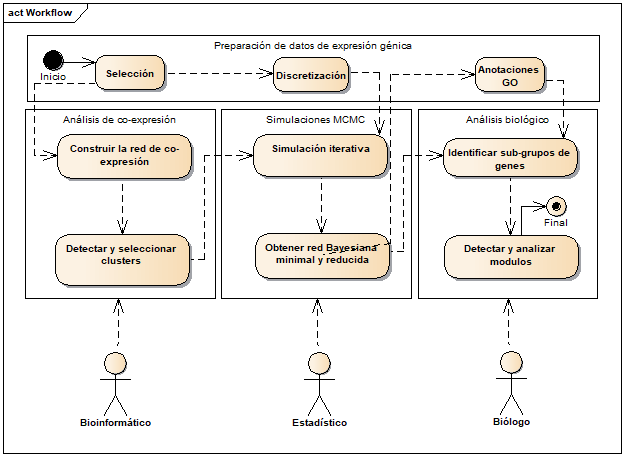 act Workflow
Preparación de datos de expresión génica
Inicio
Selección
Discretización
Anotaciones
GO
Análisis de co-expresión
Construir la red de co-
expresión
Detectar y seleccionar
clusters
Simulaciones MCMC
Simulación iterativa
Obtener red Bayesiana
minimal y reducida
Análisis biológico
Identificar sub-grupos de
genes
Final
Detectar y analizar
modulos
Bioinformático
Estadístico
Biólogo